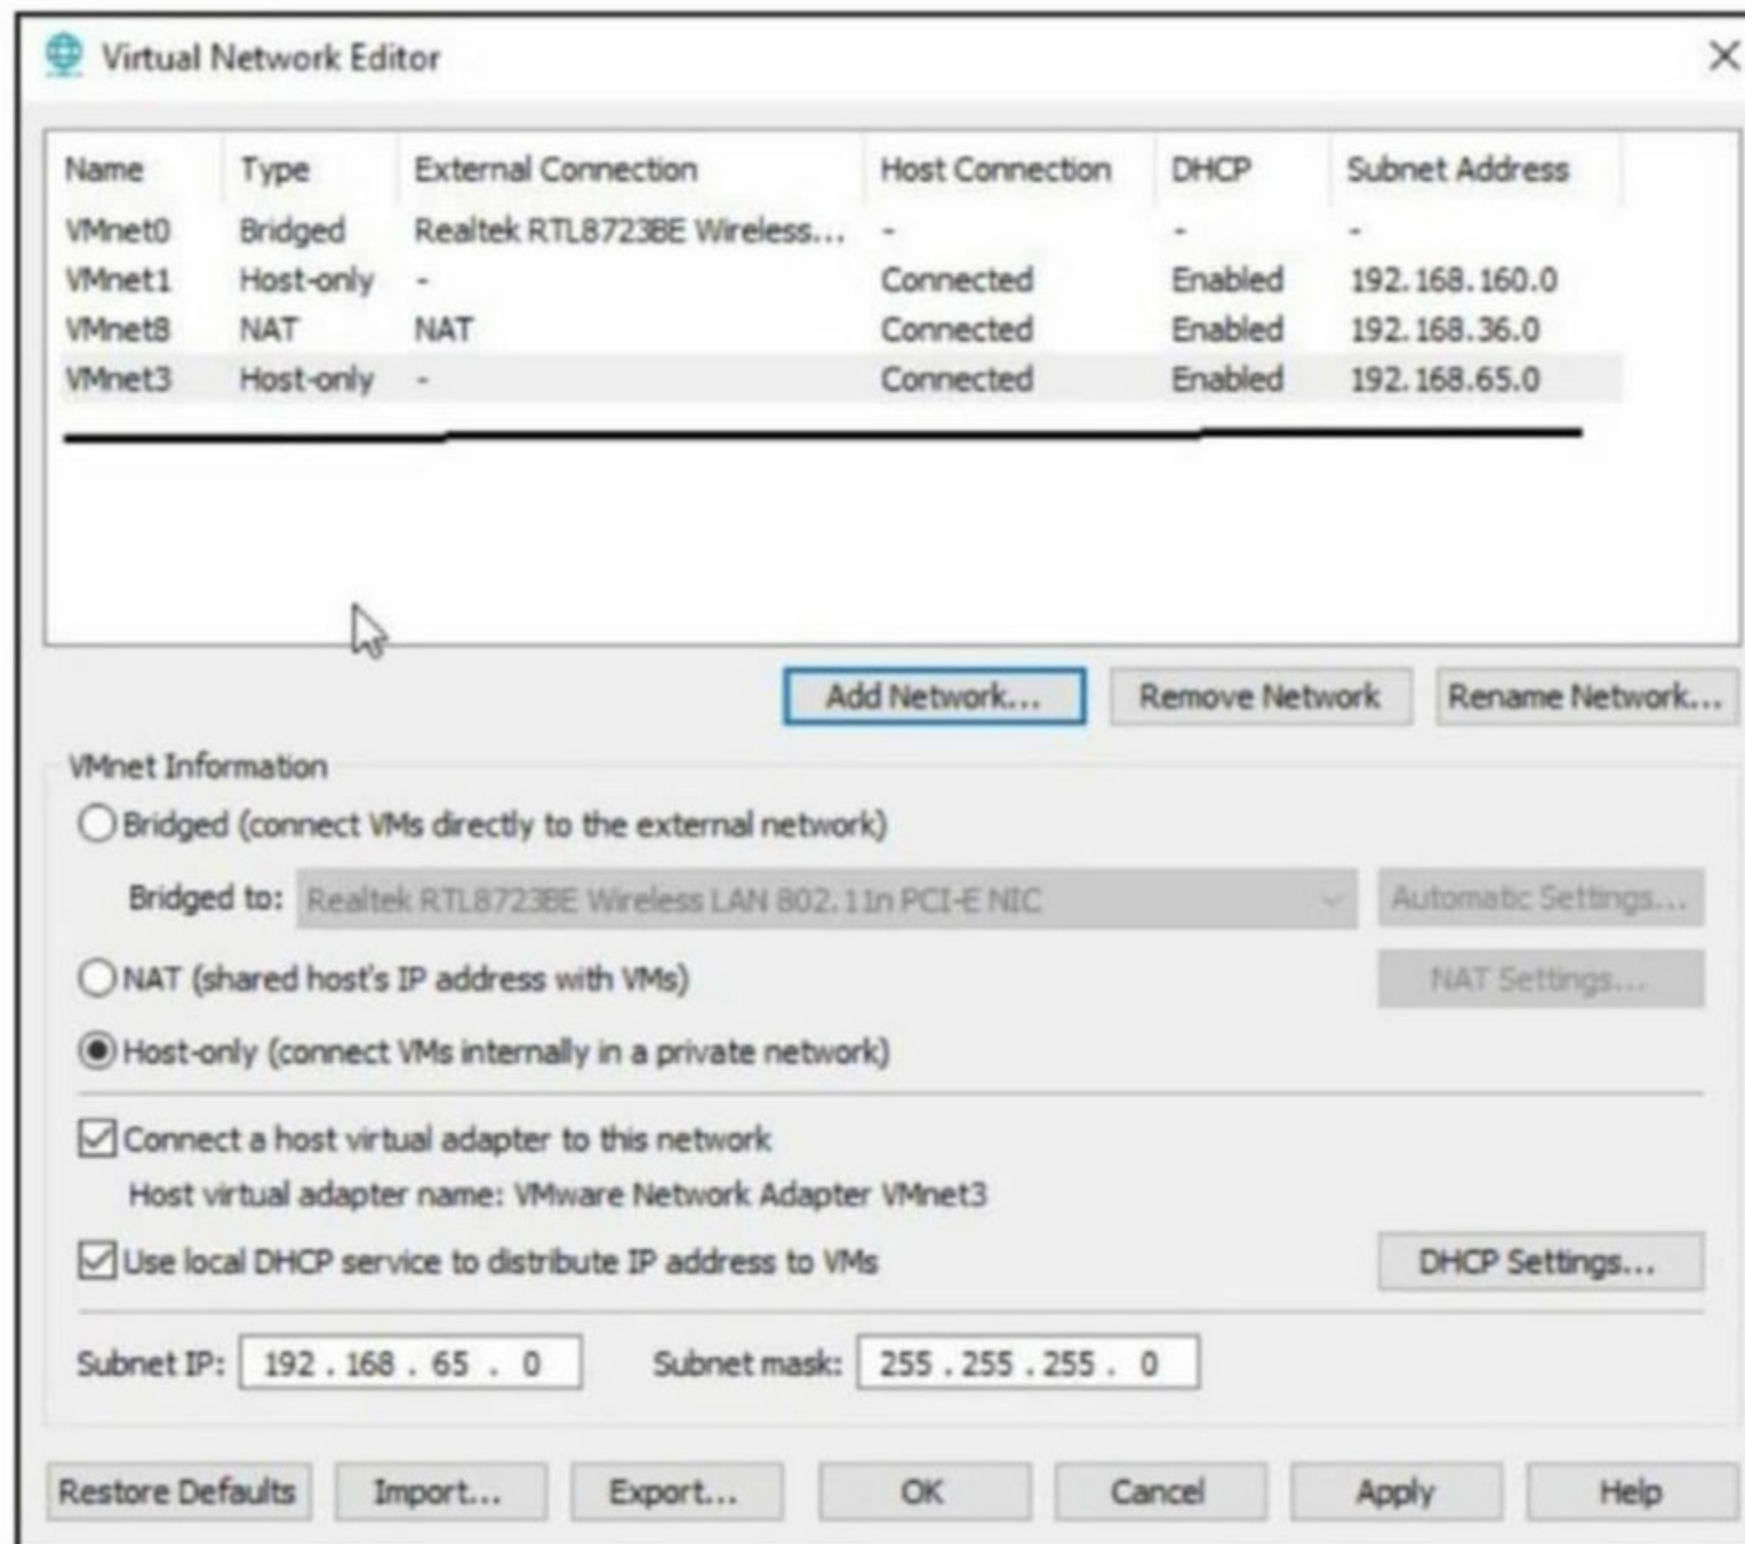 Virtual Network Editor
Name Type External Connection Host Connection DHCP Subnet Address
VMnet0 Bridged Realtek RTL8723BE Wireless... - - -
VMnet1 Host-only - Connected Enabled 192.168.160.0
VMnet8 NAT NAT Connected Enabled 192.168.36.0
VMnet3 Host-only - Connected Enabled 192.168.65.0
Add Network... Remove Network Rename Network...
VMnet Information
Bridged (connect VMs directly to the external network)
Bridged to: Realtek RTL8723BE Wireless LAN 802.11n PCI-E NIC Automatic Settings...
NAT (shared host's IP address with VMs) NAT Settings...
Host-only (connect VMs internally in a private network)
Connect a host virtual adapter to this network
Host virtual adapter name: VMware Network Adapter VMnet3
Use local DHCP service to distribute IP address to VMs DHCP Settings...
Subnet IP: 192 . 168 . 65 . 0 Subnet mask: 255 . 255 . 255 . 0
Restore Defaults Import... Export... OK Cancel Apply Help